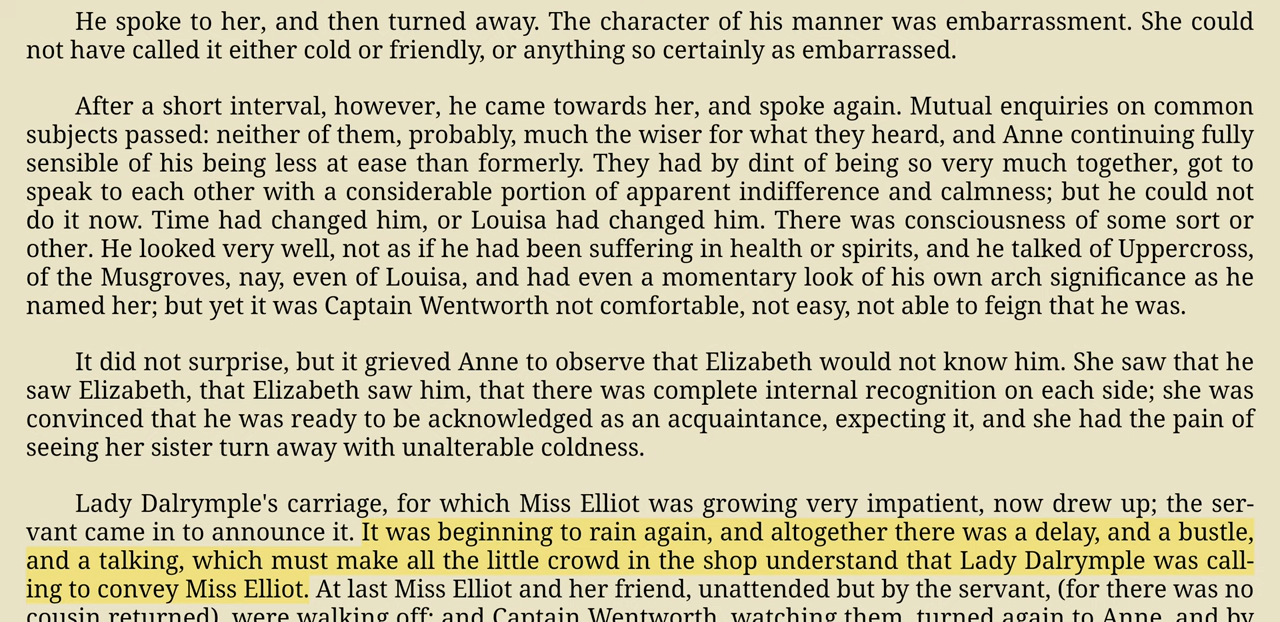 He spoke to her, and then turned away. The character of his manner was embarrassment. She could
not have called it either cold or friendly, or anything so certainly as embarrassed.
After a short interval, however, he came towards her, and spoke again. Mutual enquiries on common
subjects passed: neither of them, probably, much the wiser for what they heard, and Anne continuing fully
sensible of his being less at ease than formerly. They had by dint of being so very much together, got to
speak to each other with a considerable portion of apparent indifference and calmness; but he could not
do it now. Time had changed him, or Louisa had changed him. There was consciousness of some sort or
other. He looked very well, not as if he had been suffering in health or spirits, and he talked of Uppercross,
of the Musgroves, nay, even of Louisa, and had even a momentary look of his own arch significance as he
named her; but yet it was Captain Wentworth not comfortable, not easy, not able to feign that he was.
It did not surprise, but it grieved Anne to observe that Elizabeth would not know him. She saw that he
saw Elizabeth, that Elizabeth saw him, that there was complete internal recognition on each side; she was
convinced that he was ready to be acknowledged as an acquaintance, expecting it, and she had the pain of
seeing her sister turn away with unalterable coldness.
Lady Dalrymple's carriage, for which Miss Elliot was growing very impatient, now drew up; the ser-
vant came in to announce it. It was beginning to rain again, and altogether there was a delay, and a bustle,
and a talking, which must make all the little crowd in the shop understand that Lady Dalrymple was call-
ing to convey Miss Elliot. At last Miss Elliot and her friend, unattended but by the servant, (for there was no
cousin returned), were walking off; and Captain Wentworth, watching them, turned again to Anne, and by